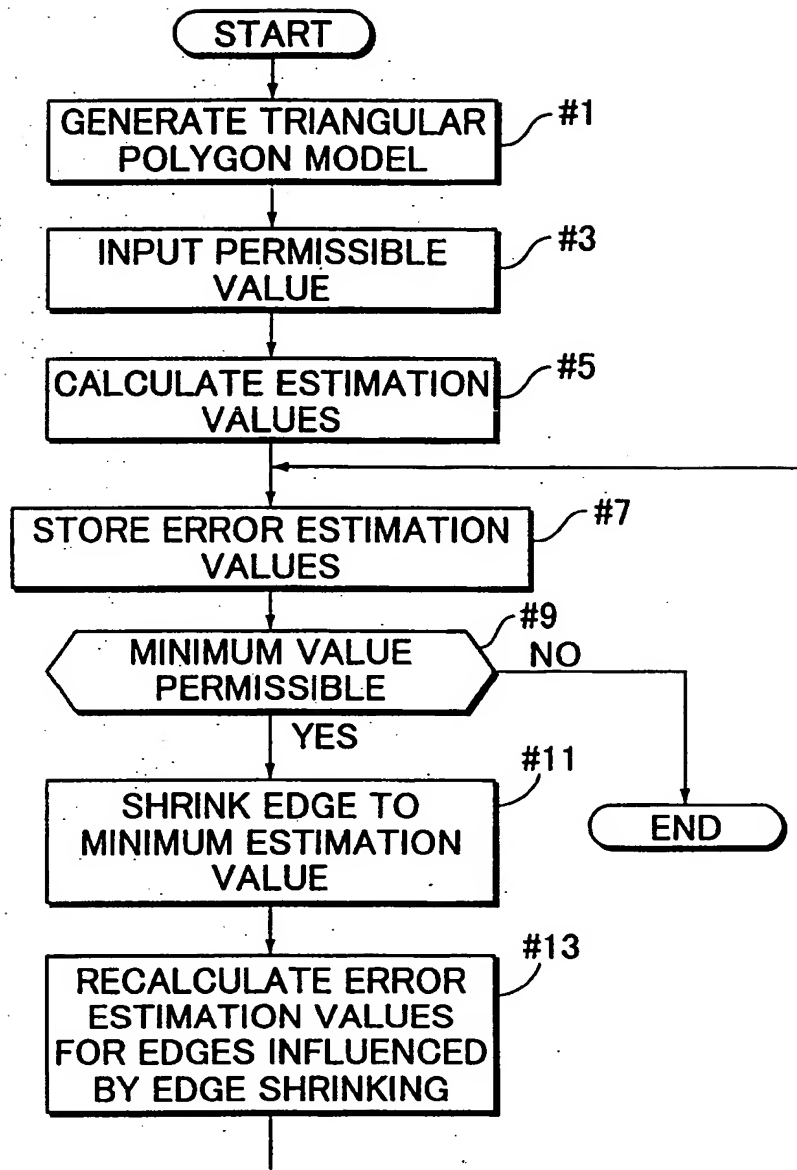 START
GENERATE TRIANGULAR
POLYGON MODEL
#1
INPUT PERMISSIBLE
VALUE
#3
CALCULATE ESTIMATION
VALUES
#5
STORE ERROR ESTIMATION
VALUES
#7
MINIMUM VALUE
PERMISSIBLE
#9
NO
YES
SHRINK EDGE TO
MINIMUM ESTIMATION
VALUE
#11
END
RECALCULATE ERROR
ESTIMATION VALUES
FOR EDGES INFLUENCED
BY EDGE SHRINKING
#13